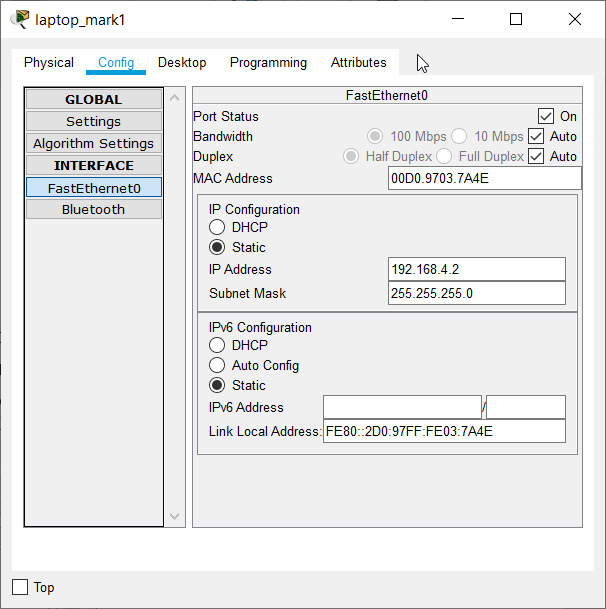 laptop_mark1
Physical Config Desktop Programming Attributes
GLOBAL
Settings
Algorithm Settings
INTERFACE
FastEthernet0
Bluetooth
FastEthernet0
Port Status On
Bandwidth 100 Mbps 10 Mbps Auto
Duplex Half Duplex Full Duplex Auto
MAC Address 00D0.9703.7A4E
IP Configuration
DHCP
Static
IP Address 192.168.4.2
Subnet Mask 255.255.255.0
IPv6 Configuration
DHCP
Auto Config
Static
IPv6 Address /
Link Local Address: FE80::2D0:97FF:FE03:7A4E
Top